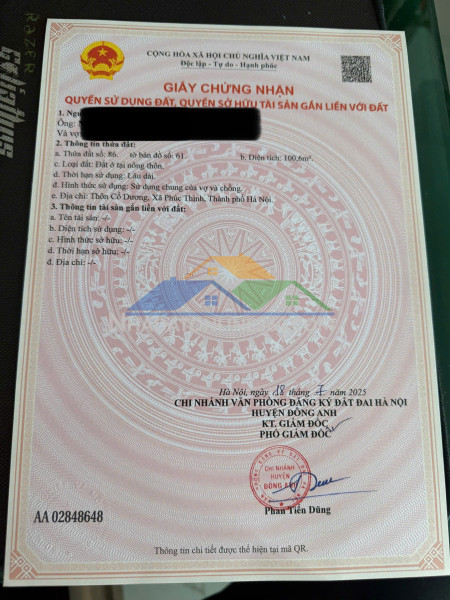 CỘNG HÒA XÃ HỘI CHỦ NGHĨA VIỆT NAM
Độc lập - Tự do - Hạnh phúc
GIẤY CHỨNG NHẬN
QUYỀN SỬ DỤNG ĐẤT, QUYỀN SỞ HỮU TÀI SẢN GẮN LIỀN VỚI ĐẤT
1.
Ông:
Và vợ
2. Thông tin thửa đất:
a. Thửa đất số: 86. tờ bản đồ số: 61. b. Diện tích: 100,6m².
c. Loại đất: Đất ở tại nông thôn.
d. Thời hạn sử dụng: Lâu dài.
đ. Hình thức sử dụng: Sử dụng chung của vợ và chồng.
e. Địa chỉ: Thôn Cổ Dương, Xã Phúc Thịnh, Thành phố Hà Nội.
3. Thông tin tài sản gắn liền với đất:
a. Tên tài sản: -/-
b. Diện tích sử dụng: -/-
c. Hình thức sở hữu: -/-
d. Thời hạn sở hữu: -/-
đ. Địa chỉ: -/-
Hà Nội, ngày 18 tháng 7 năm 2025
CHI NHÁNH VĂN PHÒNG ĐĂNG KÝ ĐẤT ĐAI HÀ NỘI
HUYỆN ĐÔNG ANH
KT. GIÁM ĐỐC
PHÓ GIÁM ĐỐC
CHI NHÁNH
HUYỆN
ĐÔNG ANH
Phan Tiến Dũng
AA 02848648
Thông tin chi tiết được thể hiện tại mã QR.